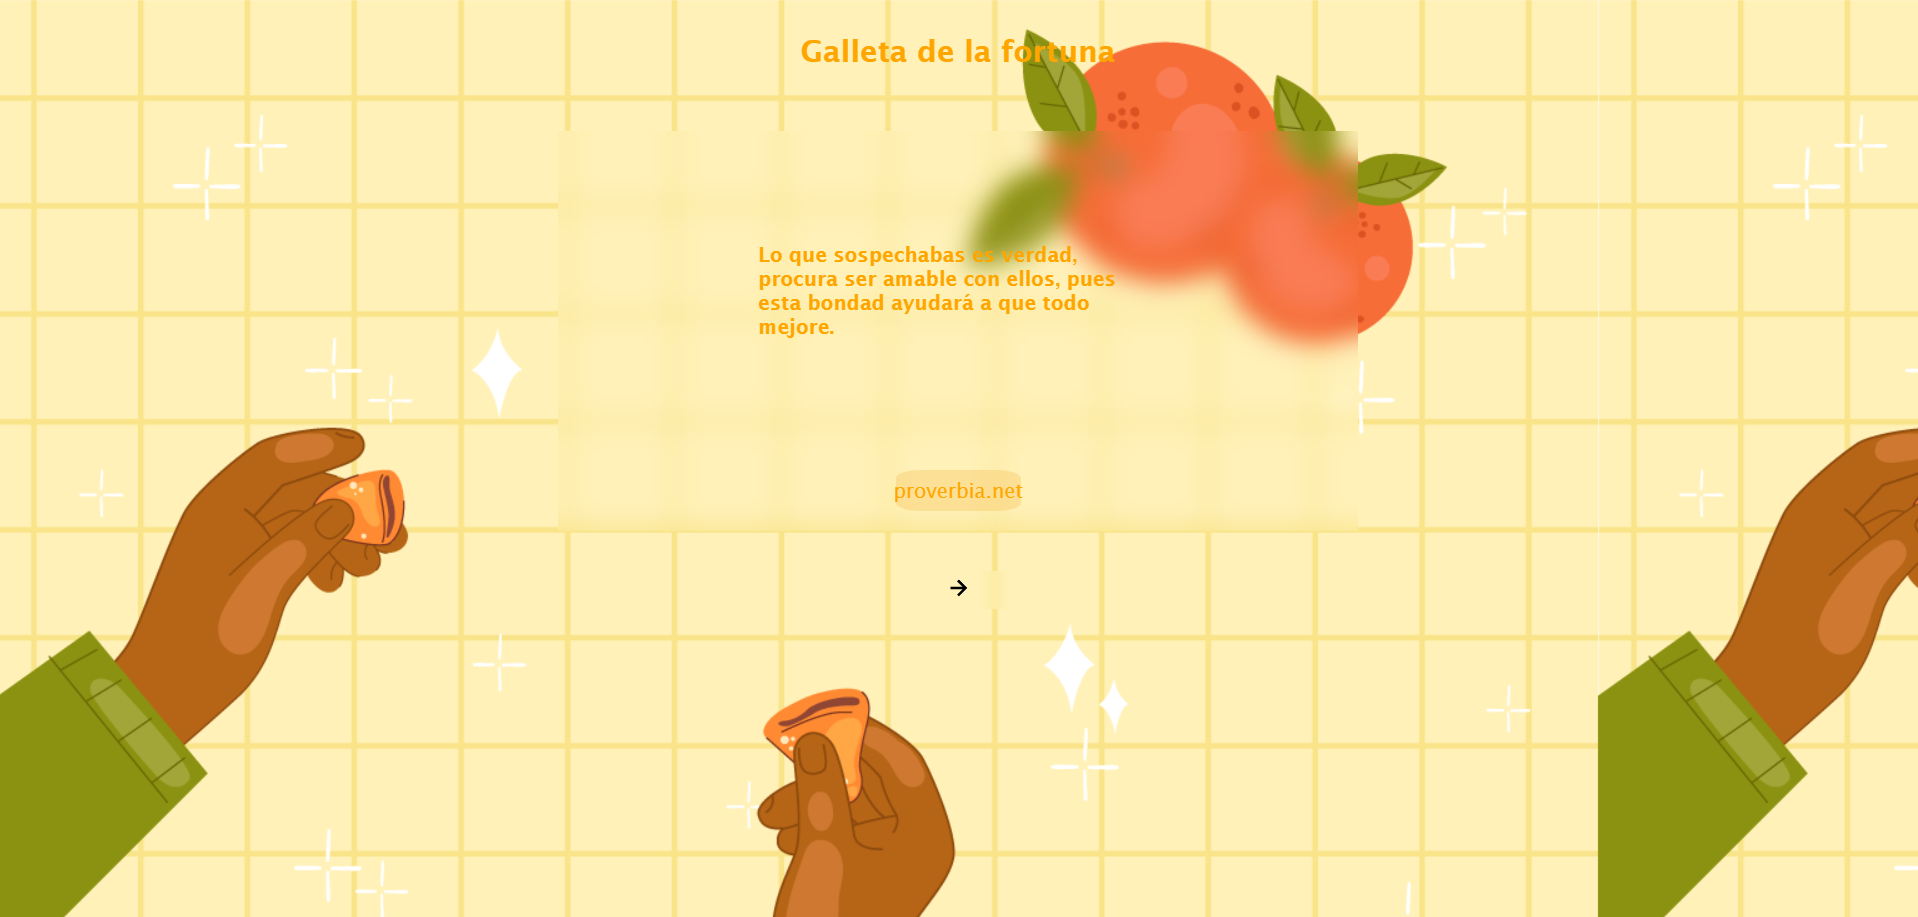 Galleta de la fortuna
Lo que sospechabas es verdad,
procura ser amable con ellos, pues
esta bondad ayudará a que todo
mejore.
proverbia.net